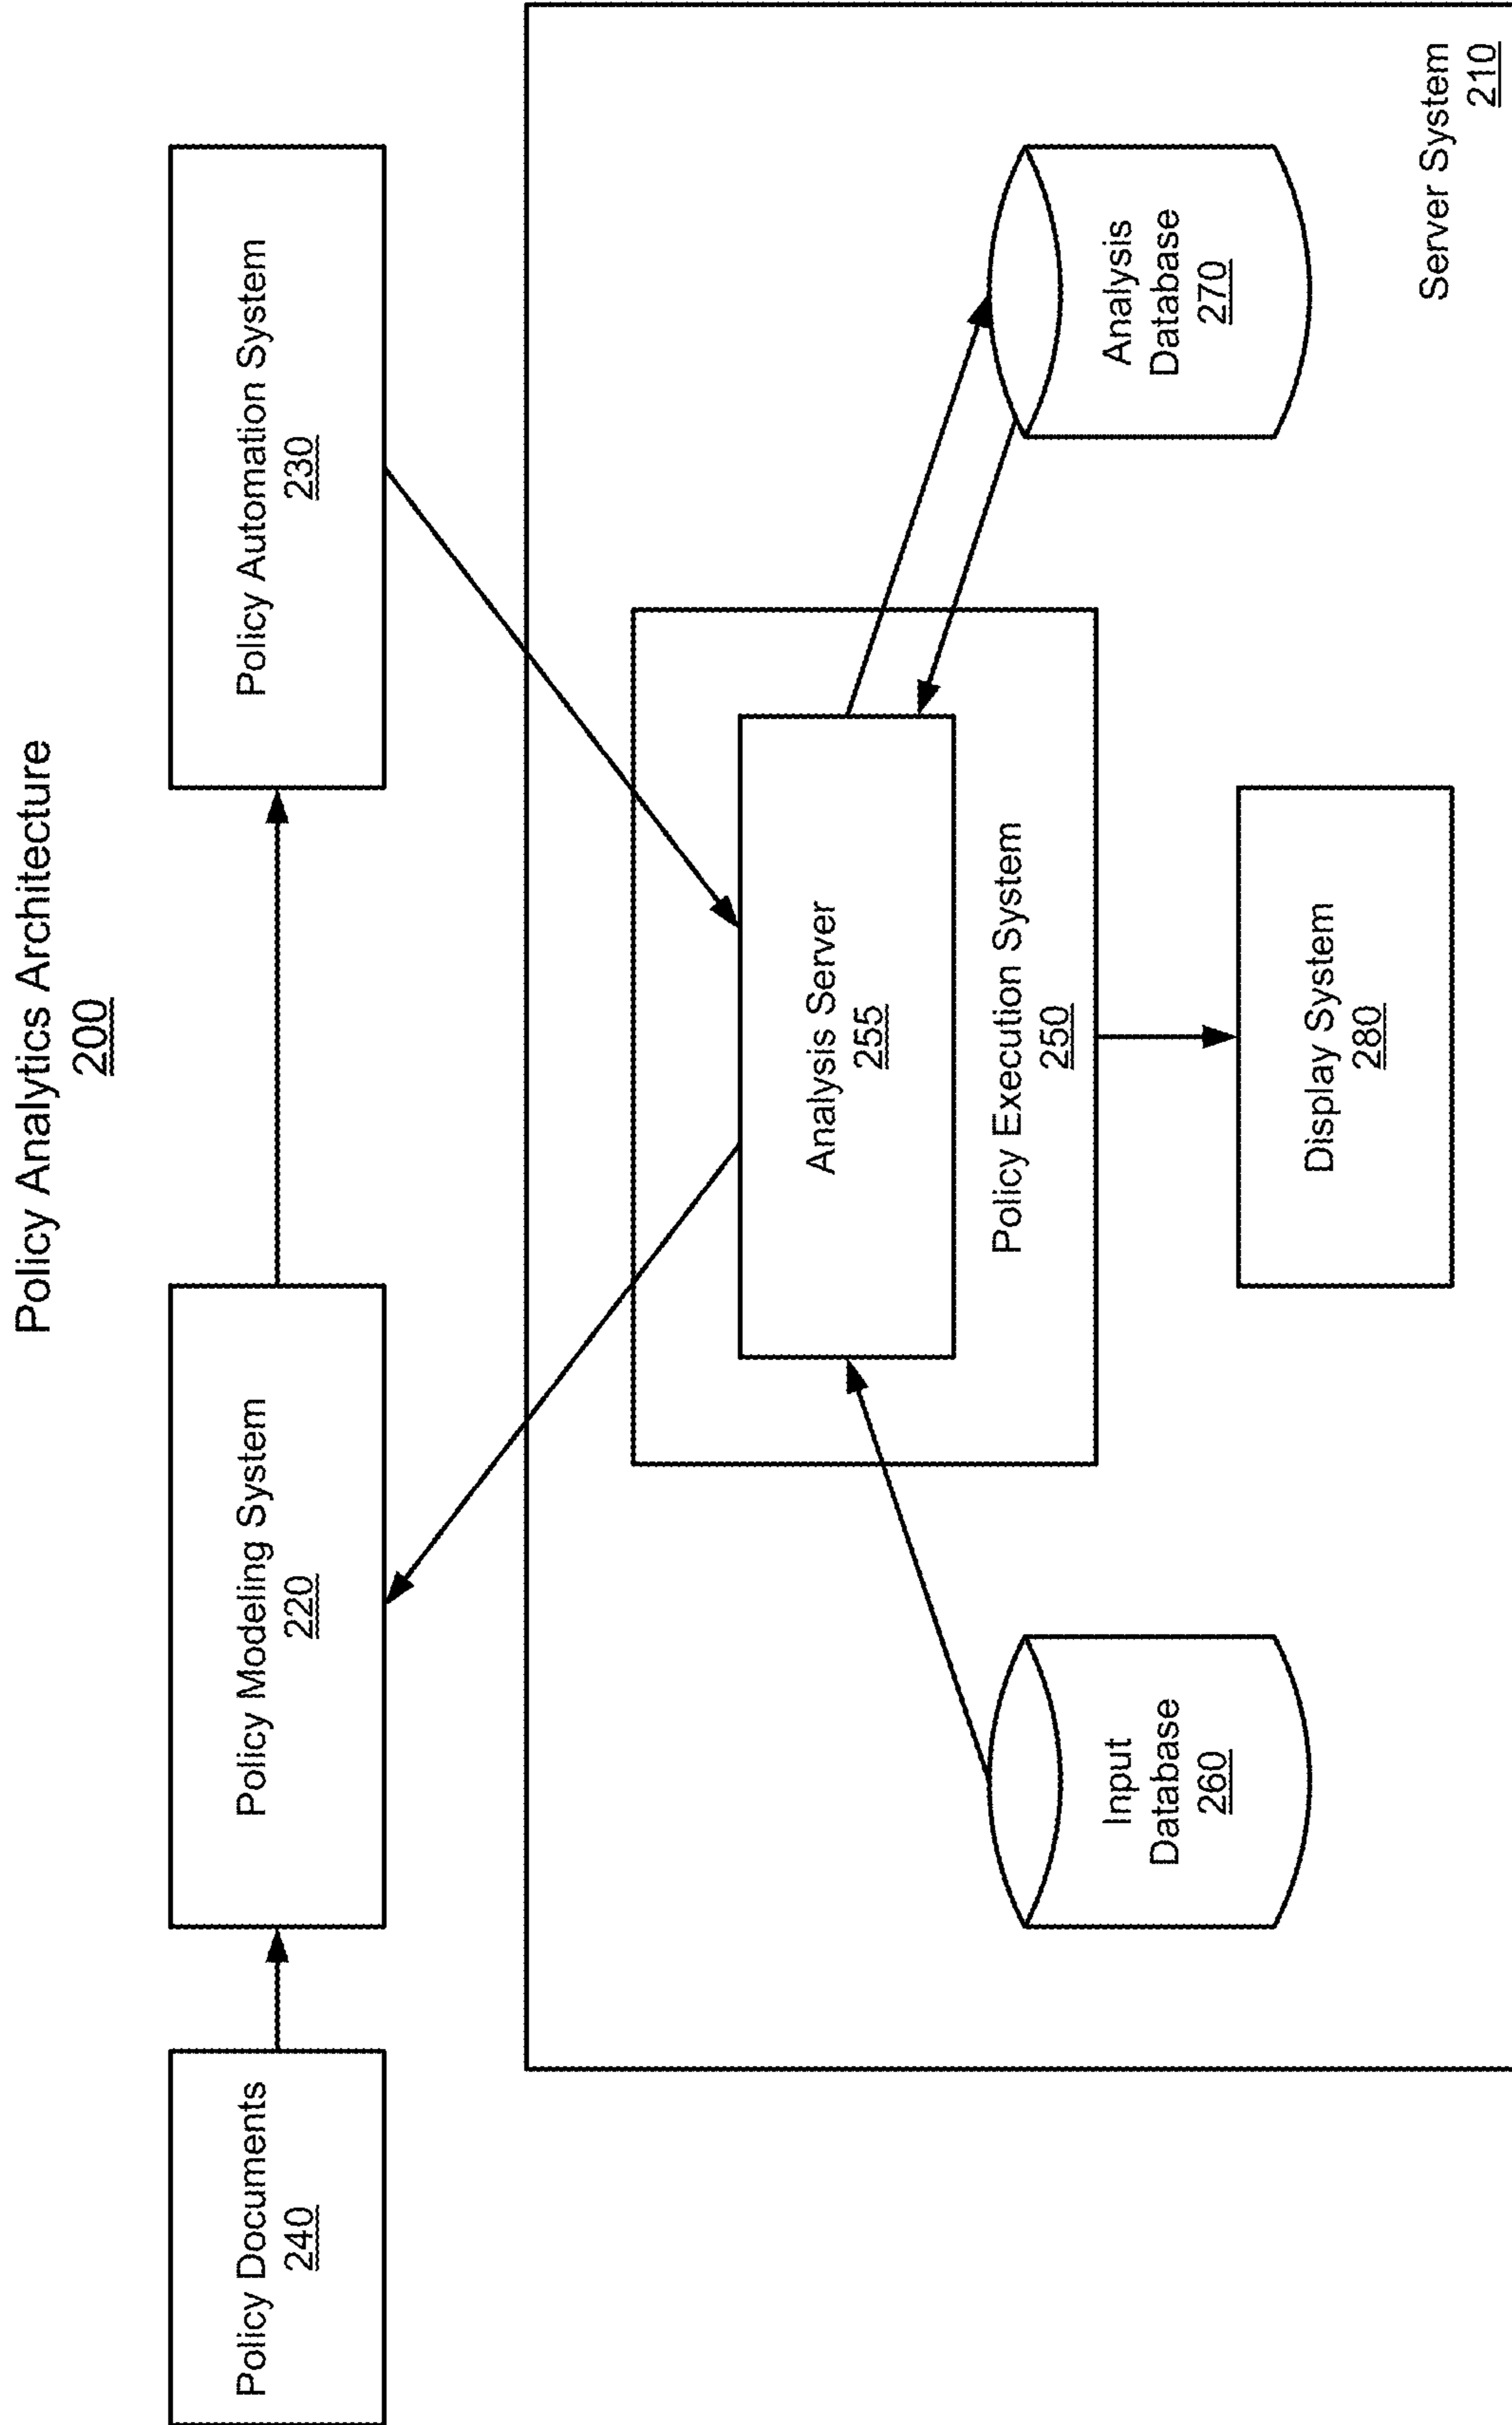 Policy Analytics Architecture
200
Policy Documents
240
Policy Modeling System
220
Policy Automation System
230
Analysis Server
255
Policy Execution System
250
Input
Database
260
Analysis
Database
270
Display System
280
Server System
210